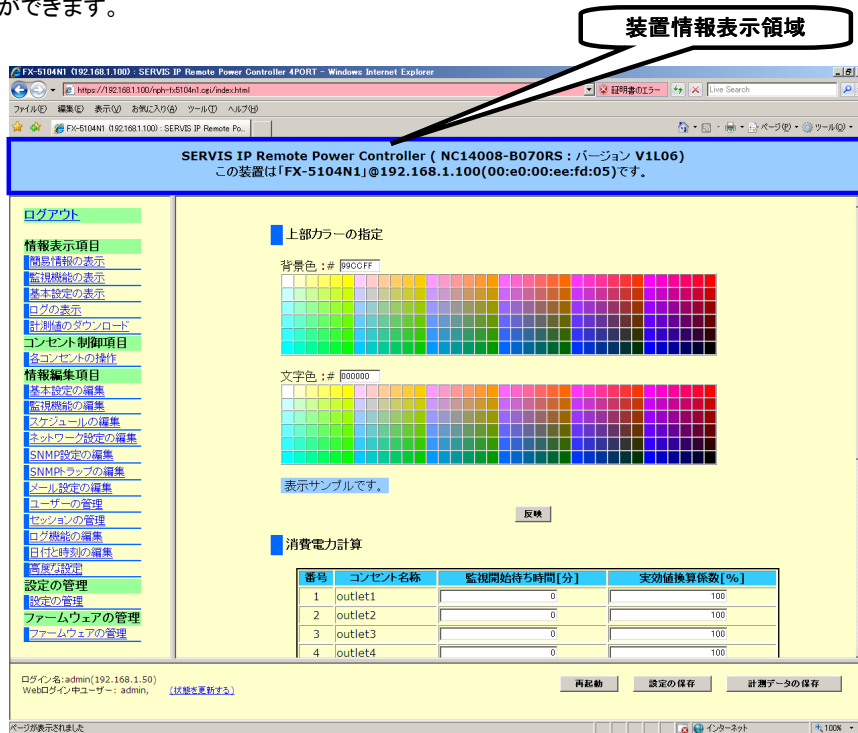 ができます。
装置情報表示領域
FX-5104N1 (192.168.1.100) : SERVIS IP Remote Power Controller 4PORT - Windows Internet Explorer
https://192.168.1.100/nph-fx5104n1.cgi/index.html
証明書のエラー
Live Search
ファイル(F) 編集(E) 表示(V) お気に入り(A) ツール(T) ヘルプ(H)
FX-5104N1 (192.168.1.100) : SERVIS IP Remote Po...
ページ(P) ツール(O)
SERVIS IP Remote Power Controller ( NC14008-B070RS : バージョン V1L06)
この装置は「FX-5104N1」@192.168.1.100(00:e0:00:ee:fd:05)です。
ログアウト
情報表示項目
簡易情報の表示
監視機能の表示
基本設定の表示
ログの表示
計測値のダウンロード
コンセント制御項目
各コンセントの操作
情報編集項目
基本設定の編集
監視機能の編集
スケジュールの編集
ネットワーク設定の編集
SNMP設定の編集
SNMPトラップの編集
メール設定の編集
ユーザーの管理
セッションの管理
ログ機能の編集
日付と時刻の編集
高度な設定
設定の管理
設定の管理
ファームウェアの管理
ファームウェアの管理
上部カラーの指定
背景色 :# 99CCFF
文字色 :# 000000
表示サンプルです。
反映
消費電力計算
番号 コンセント名称 監視開始待ち時間[分] 実効値換算係数[%]
1 outlet1 0 100
2 outlet2 0 100
3 outlet3 0 100
4 outlet4 0 100
ログイン名:admin(192.168.1.50)
Webログイン中ユーザー: admin, (状態を更新する)
再起動 設定の保存 計測データの保存
ページが表示されました
インターネット
100%